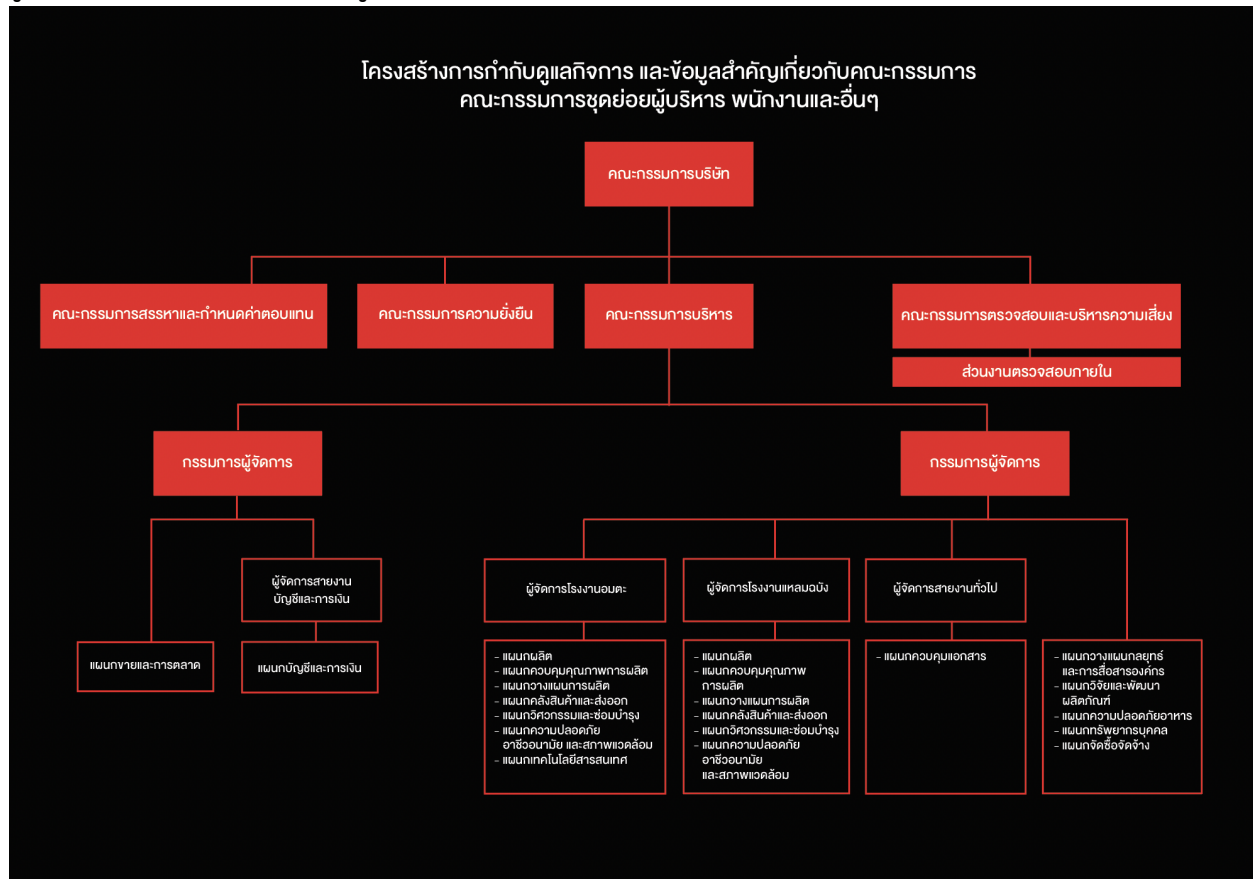 โครงสร้างการกำกับดูแลกิจการ และข้อมูลสำคัญเกี่ยวกับคณะกรรมการ
คณะกรรมการชุดย่อยผู้บริหาร พนักงานและอื่นๆ
คณะกรรมการบริษัท
คณะกรรมการสรรหาและกำหนดค่าตอบแทน
คณะกรรมการความยั่งยืน
คณะกรรมการบริหาร
คณะกรรมการตรวจสอบและบริหารความเสี่ยง
ส่วนงานตรวจสอบภายใน
กรรมการผู้จัดการ
กรรมการผู้จัดการ
ผู้จัดการสายงาน
บัญชีและการเงิน
แผนกขายและการตลาด
แผนกบัญชีและการเงิน
ผู้จัดการโรงงานอมตะ
ผู้จัดการโรงงานแหลมฉบัง
ผู้จัดการสายงานทั่วไป
- แผนกผลิต
- แผนกควบคุมคุณภาพการผลิต
- แผนกวางแผนการผลิต
- แผนกคลังสินค้าและส่งออก
- แผนกวิศวกรรมและซ่อมบำรุง
- แผนกความปลอดภัย
อาชีวอนามัย และสภาพแวดล้อม
- แผนกเทคโนโลยีสารสนเทศ
- แผนกผลิต
- แผนกควบคุมคุณภาพ
การผลิต
- แผนกวางแผนการผลิต
- แผนกคลังสินค้าและส่งออก
- แผนกวิศวกรรมและซ่อมบำรุง
- แผนกความปลอดภัย
อาชีวอนามัย
และสภาพแวดล้อม
- แผนกควบคุมเอกสาร
- แผนกวางแผนกลยุทธ์
และการสื่อสารองค์กร
- แผนกวิจัยและพัฒนา
ผลิตภัณฑ์
- แผนกความปลอดภัยอาหาร
- แผนกทรัพยากรบุคคล
- แผนกจัดซื้อจัดจ้าง